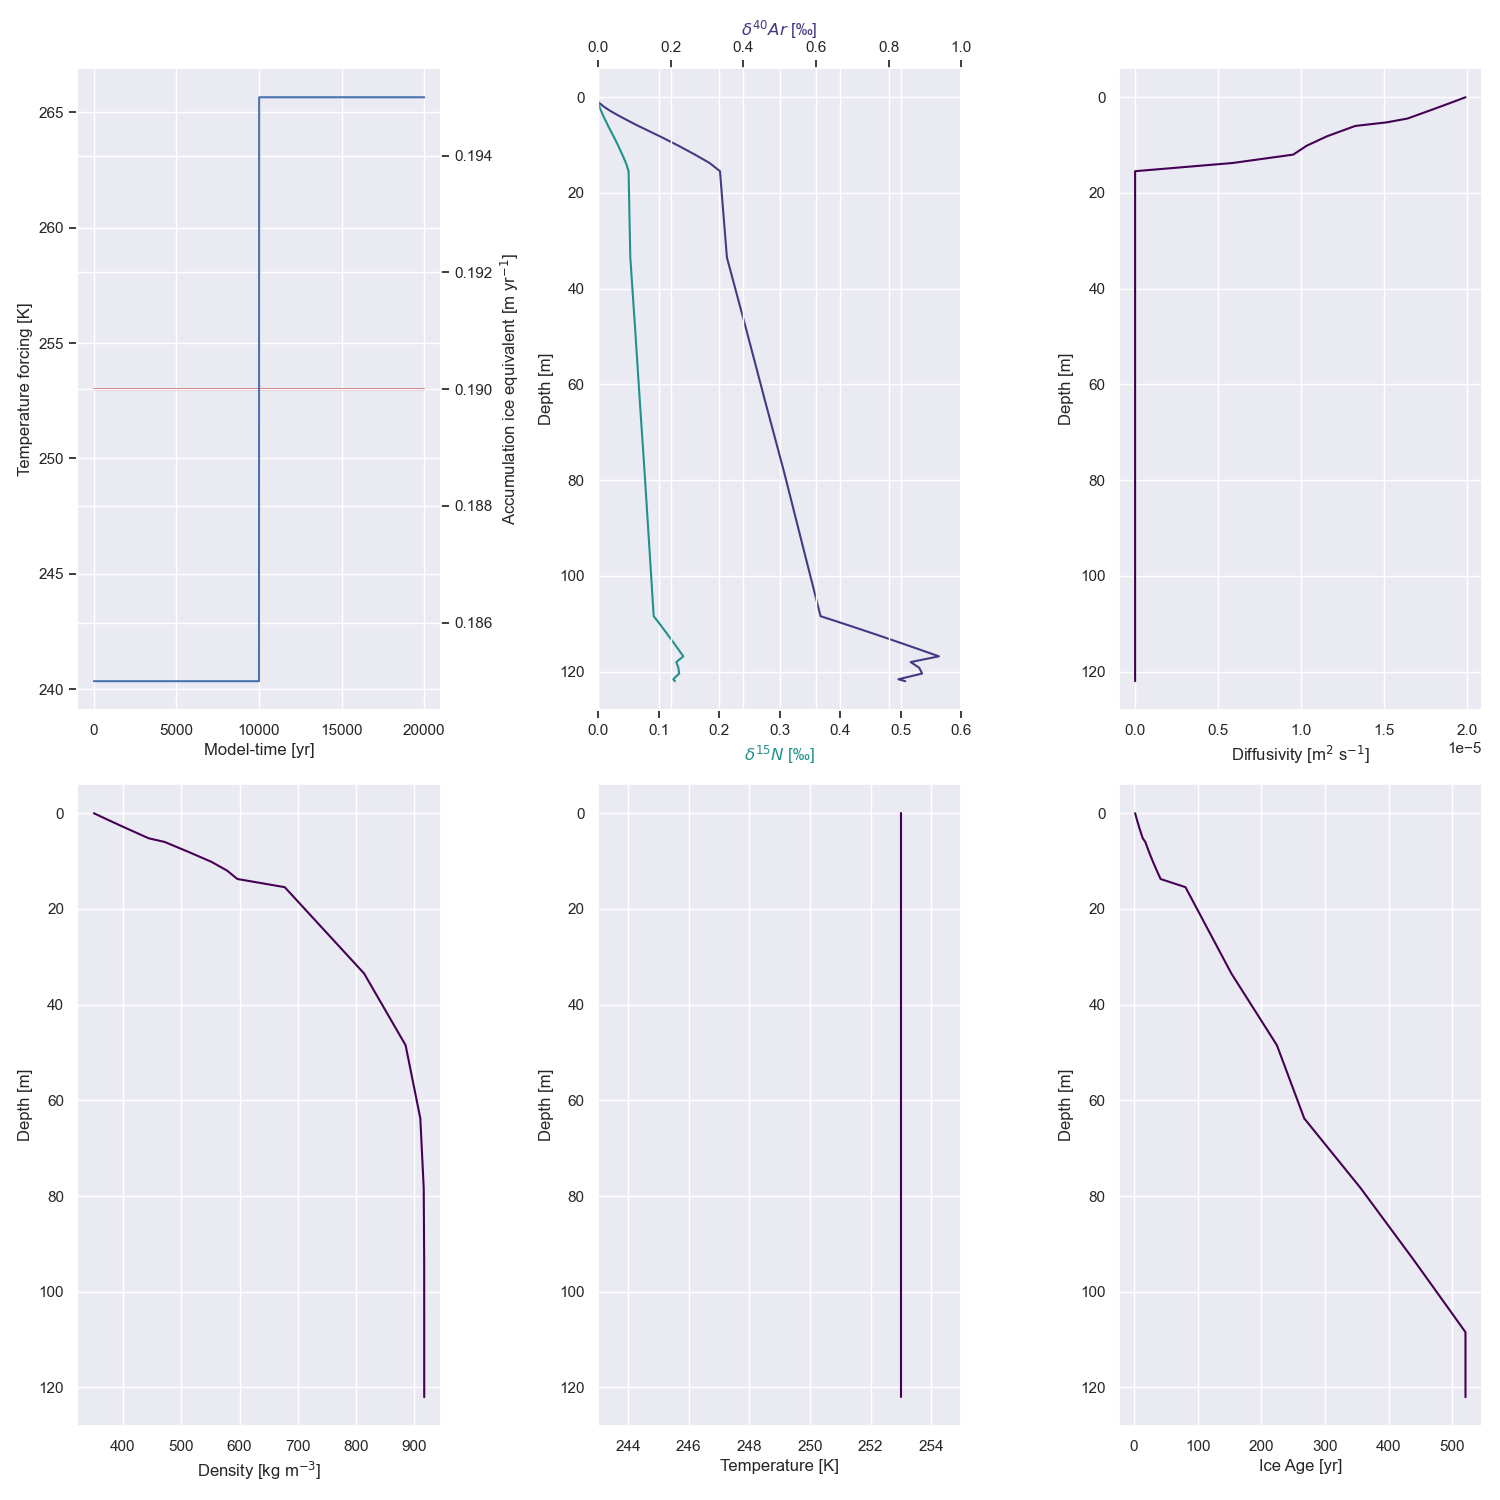 δ⁴⁰Ar [‰]
0.0 0.2 0.4 0.6 0.8 1.0
Temperature forcing [K]
265
260
255
250
245
240
0 5000 10000 15000 20000
Model-time [yr]
0.194
0.192
0.190
0.188
0.186
Accumulation ice equivalent [m yr⁻¹]
Depth [m]
0
20
40
60
80
100
120
0.0 0.1 0.2 0.3 0.4 0.5 0.6
δ¹⁵N [‰]
Depth [m]
0
20
40
60
80
100
120
0.0 0.5 1.0 1.5 2.0
1e−5
Diffusivity [m² s⁻¹]
Depth [m]
0
20
40
60
80
100
120
400 500 600 700 800 900
Density [kg m⁻³]
Depth [m]
0
20
40
60
80
100
120
244 246 248 250 252 254
Temperature [K]
Depth [m]
0
20
40
60
80
100
120
0 100 200 300 400 500
Ice Age [yr]